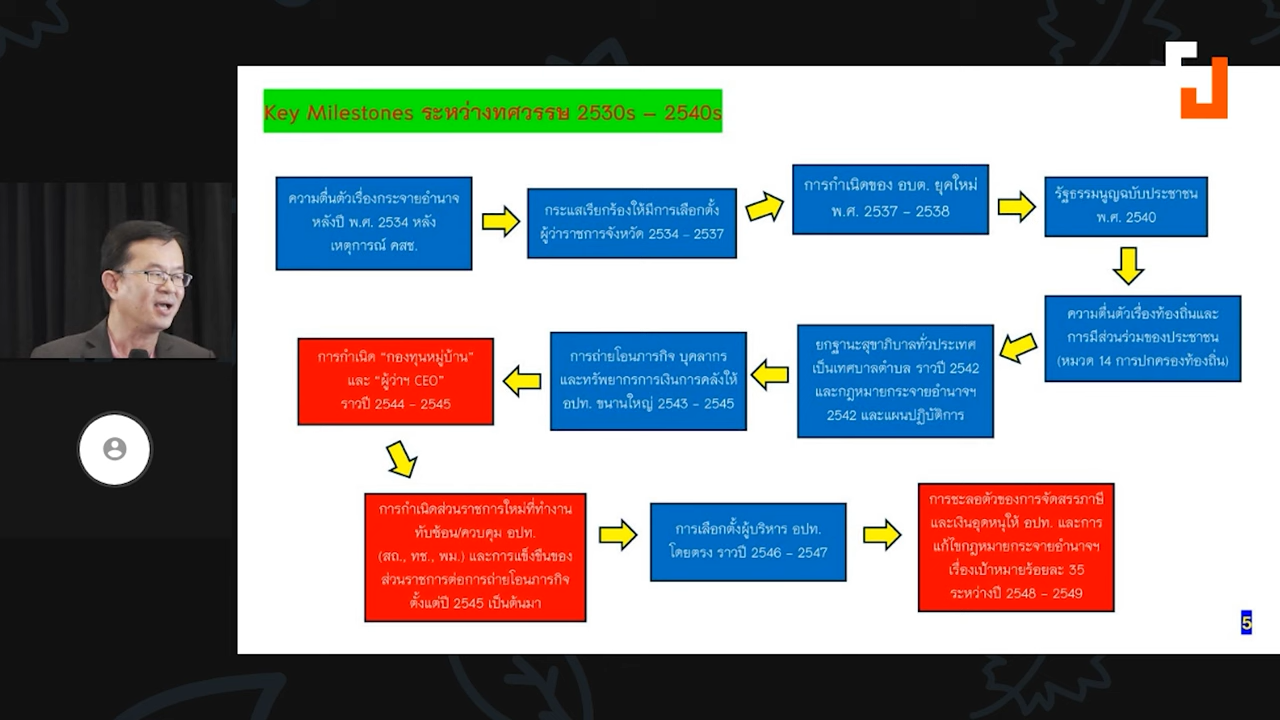 Key Milestones ระหว่างทศวรรษ 2530s – 2540s
ความตื่นตัวเรื่องกระจายอำนาจ
หลังปี พ.ศ. 2534 หลัง
เหตุการณ์ คสช.
กระแสเรียกร้องให้มีการเลือกตั้ง
ผู้ว่าราชการจังหวัด 2534 – 2537
การกำเนิดของ อบต. ยุคใหม่
พ.ศ. 2537 – 2538
รัฐธรรมนูญฉบับประชาชน
พ.ศ. 2540
ความตื่นตัวเรื่องท้องถิ่นและ
การมีส่วนร่วมของประชาชน
(หมวด 14 การปกครองท้องถิ่น)
ยกฐานะสุขาภิบาลทั่วประเทศ
เป็นเทศบาลตำบล ราวปี 2542
และกฎหมายกระจายอำนาจฯ
2542 และแผนปฏิบัติการ
การถ่ายโอนภารกิจ บุคลากร
และทรัพยากรการเงินการคลังให้
อปท. ขนานใหญ่ 2543 – 2545
การกำเนิด “กองทุนหมู่บ้าน”
และ “ผู้ว่าฯ CEO”
ราวปี 2544 – 2545
การกำเนิดส่วนราชการใหม่ที่ทำงาน
ทับซ้อน/ควบคุม อปท.
(สถ., ทช., พม.) และการแข็งขืนของ
ส่วนราชการต่อการถ่ายโอนภารกิจ
ตั้งแต่ปี 2545 เป็นต้นมา
การเลือกตั้งผู้บริหาร อปท.
โดยตรง ราวปี 2546 – 2547
การชะลอตัวของการจัดสรรภาษี
และเงินอุดหนุนให้ อปท. และการ
แก้ไขกฎหมายกระจายอำนาจฯ
เรื่องเป้าหมายร้อยละ 35
ระหว่างปี 2548 – 2549
5